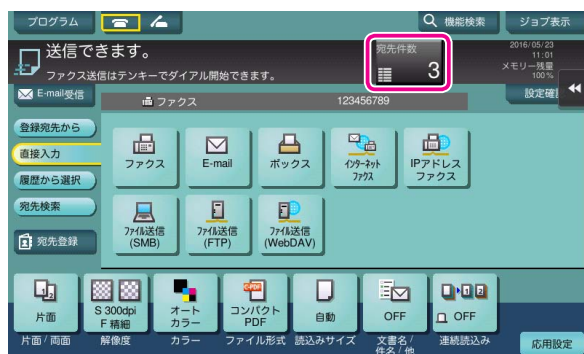 プログラム
機能検索
ジョブ表示
送信できます。
ファクス送信はテンキーでダイアル開始できます。
宛先件数
3
2016/05/23
11:01
メモリー残量
100%
E-mail受信
ファクス
123456789
設定確
登録宛先から
直接入力
履歴から選択
宛先検索
宛先登録
ファクス
E-mail
ボックス
インターネット
ファクス
IPアドレス
ファクス
ファイル送信
(SMB)
ファイル送信
(FTP)
ファイル送信
(WebDAV)
片面
S 300dpi
F 精細
オート
カラー
C-PDF
コンパクト
PDF
自動
OFF
OFF
片面/両面
解像度
カラー
ファイル形式
読込みサイズ
文書名/
件名/他
連続読込み
応用設定